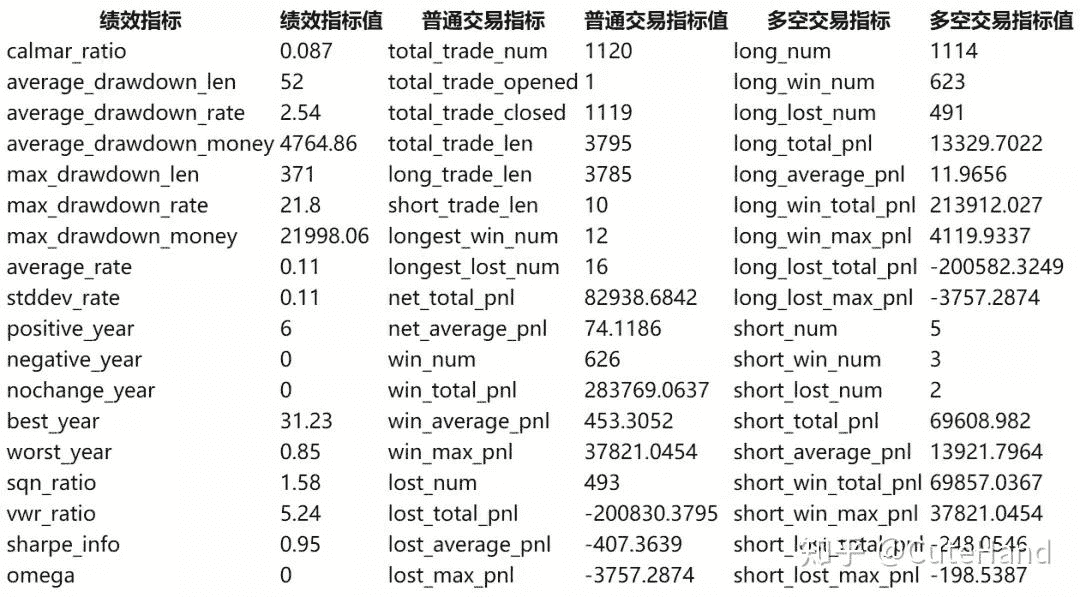 绩效指标 绩效指标值 普通交易指标 普通交易指标值 多空交易指标 多空交易指标值
calmar_ratio 0.087 total_trade_num 1120 long_num 1114
average_drawdown_len 52 total_trade_opened 1 long_win_num 623
average_drawdown_rate 2.54 total_trade_closed 1119 long_lost_num 491
average_drawdown_money 4764.86 total_trade_len 3795 long_total_pnl 13329.7022
max_drawdown_len 371 long_trade_len 3785 long_average_pnl 11.9656
max_drawdown_rate 21.8 short_trade_len 10 long_win_total_pnl 213912.027
max_drawdown_money 21998.06 longest_win_num 12 long_win_max_pnl 4119.9337
average_rate 0.11 longest_lost_num 16 long_lost_total_pnl -200582.3249
stddev_rate 0.11 net_total_pnl 82938.6842 long_lost_max_pnl -3757.2874
positive_year 6 net_average_pnl 74.1186 short_num 5
negative_year 0 win_num 626 short_win_num 3
nochange_year 0 win_total_pnl 283769.0637 short_lost_num 2
best_year 31.23 win_average_pnl 453.3052 short_total_pnl 69608.982
worst_year 0.85 win_max_pnl 37821.0454 short_average_pnl 13921.7964
sqn_ratio 1.58 lost_num 493 short_win_total_pnl 69857.0367
vwr_ratio 5.24 lost_total_pnl -200830.3795 short_win_max_pnl 37821.0454
sharpe_info 0.95 lost_average_pnl -407.3639 short_lost_total_pnl -248.0546
omega 0 lost_max_pnl -3757.2874 short_lost_max_pnl -198.5387
知乎 @CuteHand